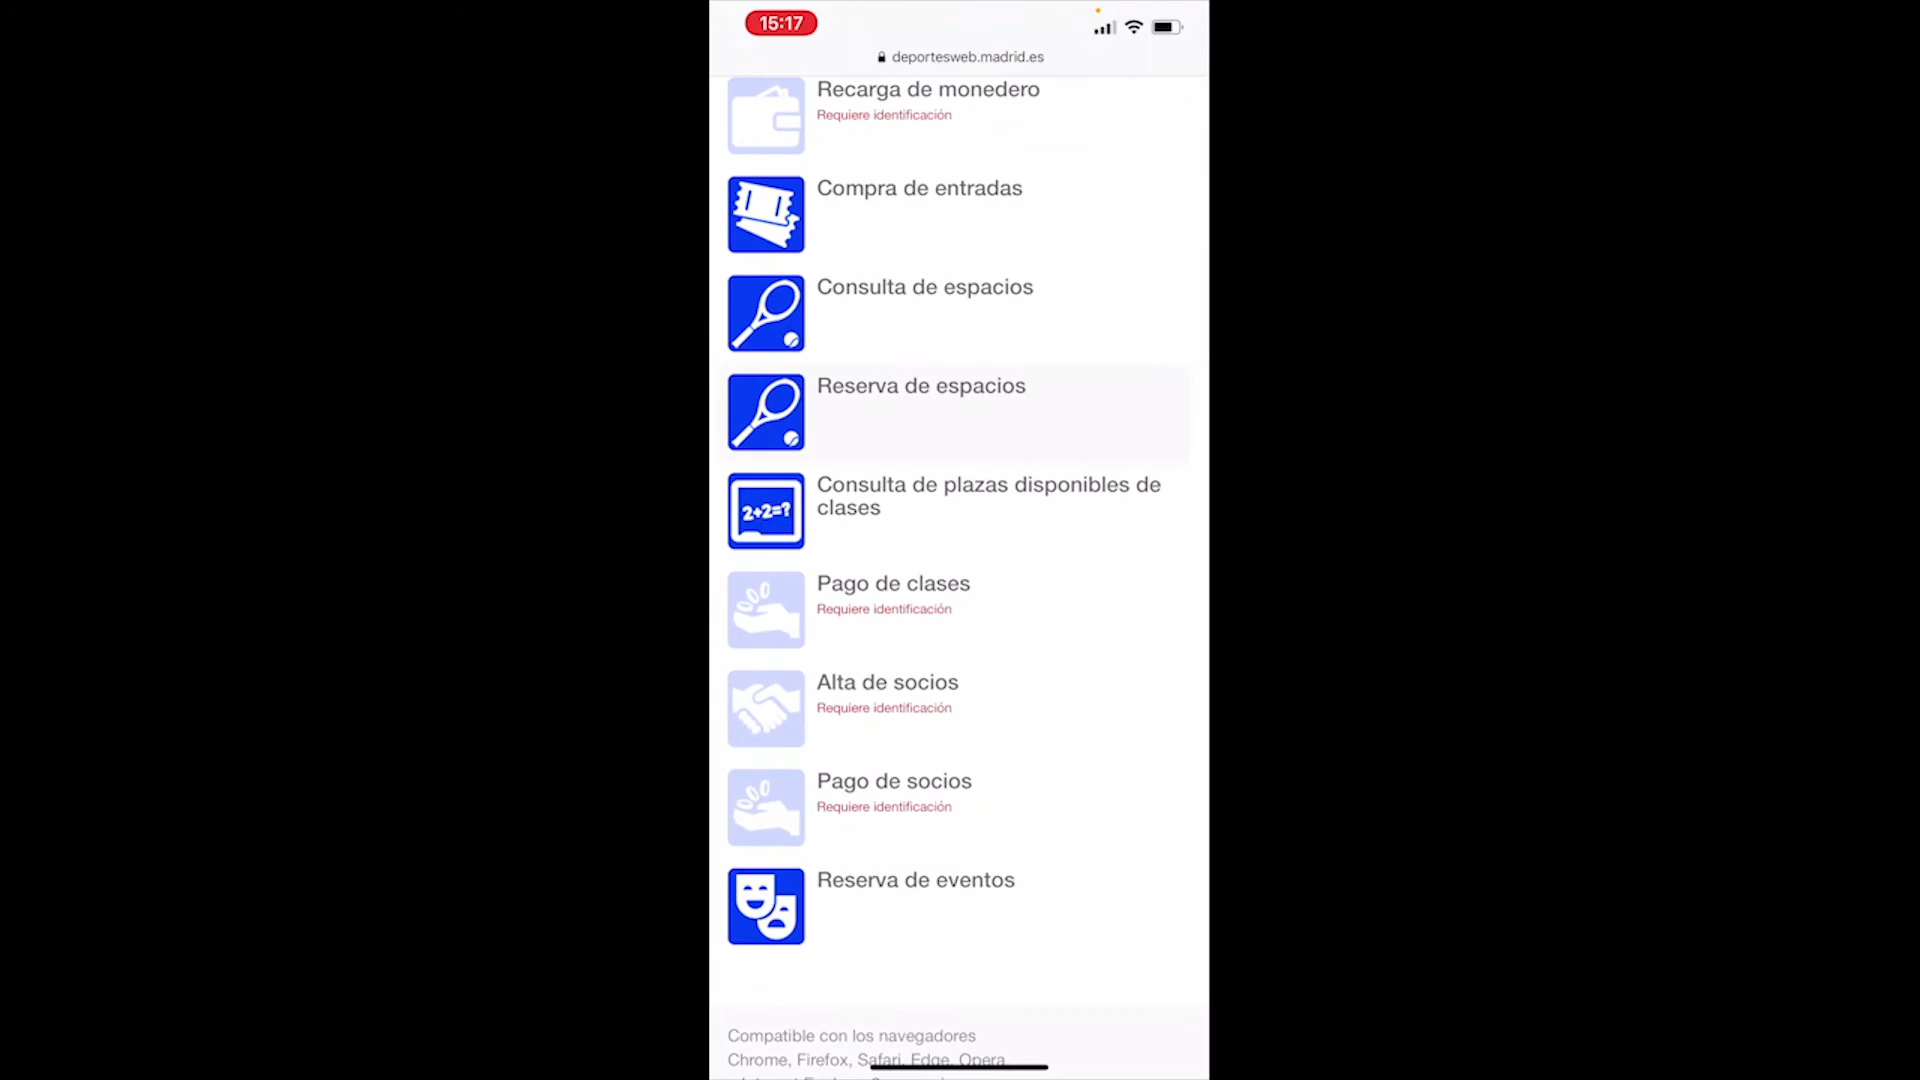 15:17
deportesweb.madrid.es
Recarga de monedero
Requiere identificación
Compra de entradas
Consulta de espacios
Reserva de espacios
Consulta de plazas disponibles de
clases
2+2=?
Pago de clases
Requiere identificación
Alta de socios
Requiere identificación
Pago de socios
Requiere identificación
Reserva de eventos
Compatible con los navegadores
Chrome, Firefox, Safari, Edge, Opera